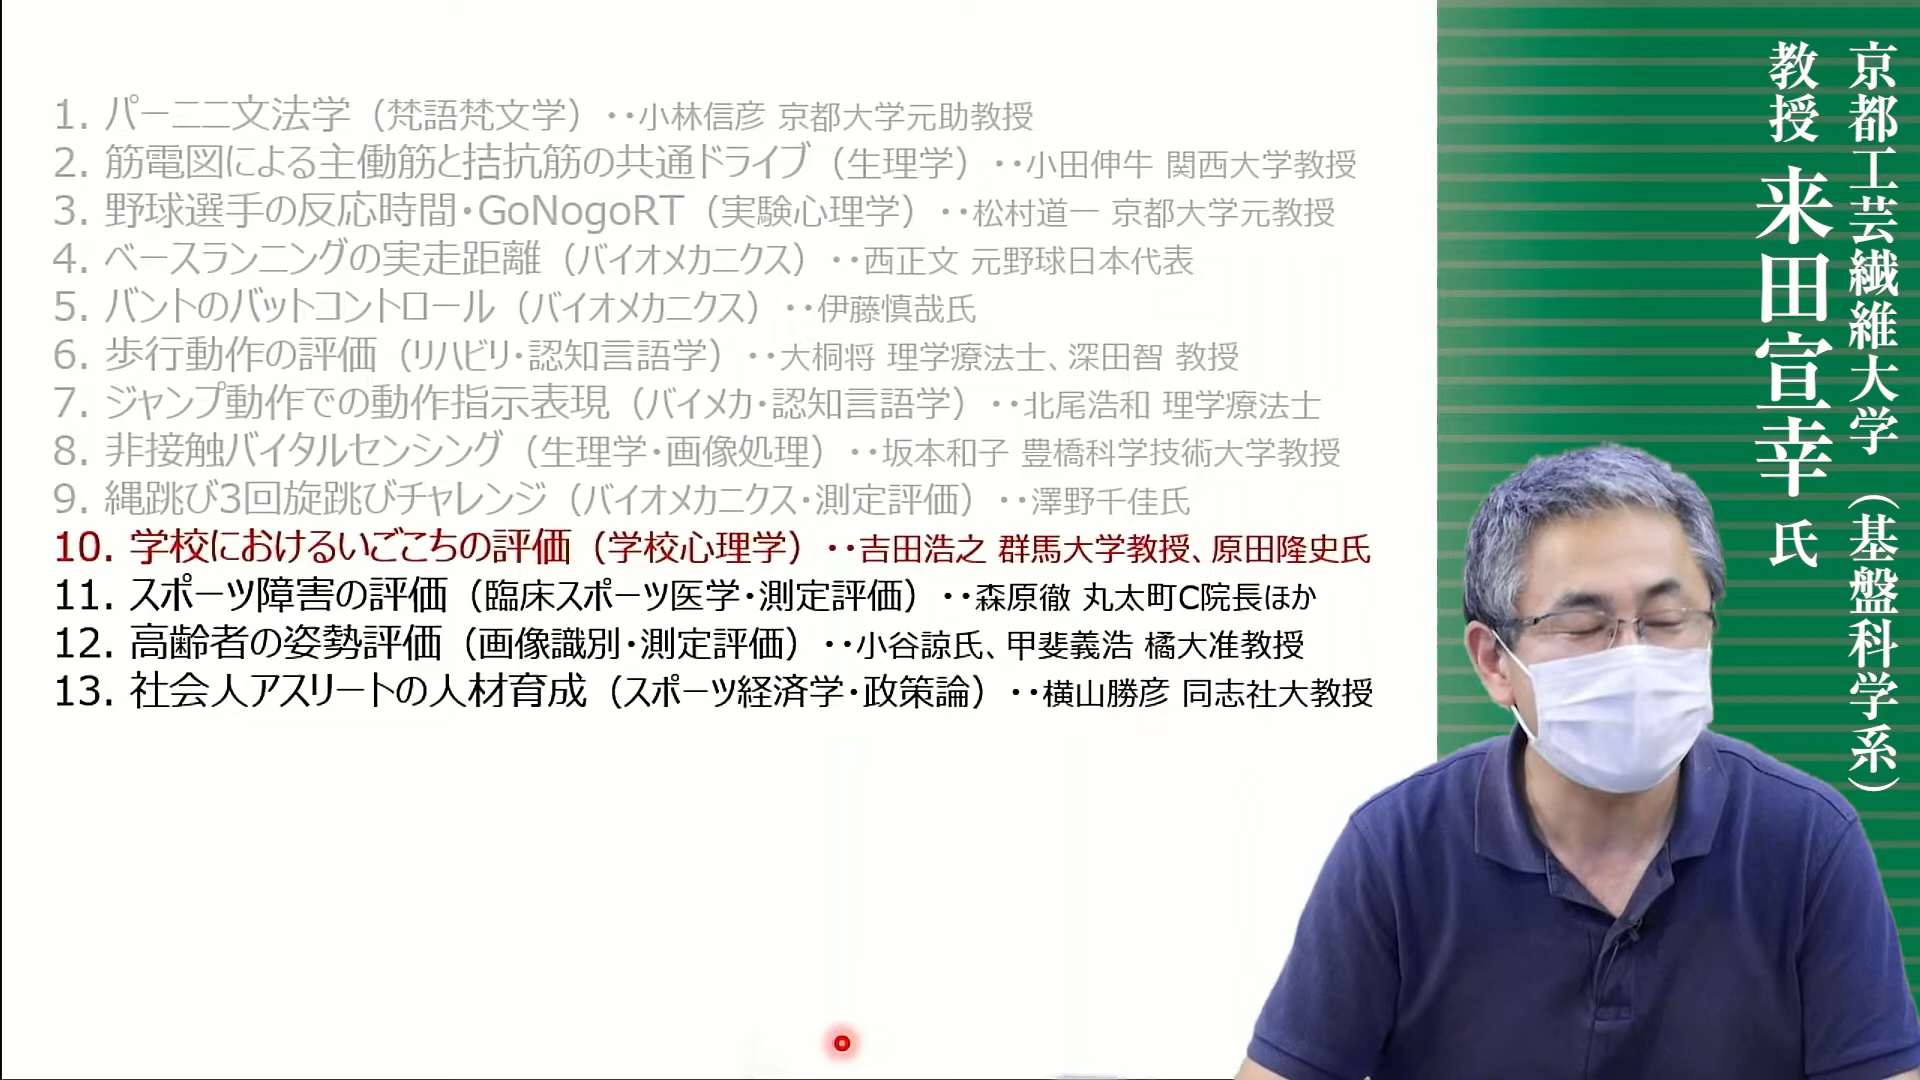 1. パーニニ文法学（梵語梵文学）・・小林信彦 京都大学元助教授
2. 筋電図による主働筋と拮抗筋の共通ドライブ（生理学）・・小田伸午 関西大学教授
3. 野球選手の反応時間・GoNogoRT（実験心理学）・・松村道一 京都大学元教授
4. ベースランニングの実走距離（バイオメカニクス）・・西正文 元野球日本代表
5. バントのバットコントロール（バイオメカニクス）・・伊藤慎哉氏
6. 歩行動作の評価（リハビリ・認知言語学）・・大桐将 理学療法士、深田智 教授
7. ジャンプ動作での動作指示表現（バイメカ・認知言語学）・・北尾浩和 理学療法士
8. 非接触バイタルセンシング（生理学・画像処理）・・坂本和子 豊橋科学技術大学教授
9. 縄跳び3回旋跳びチャレンジ（バイオメカニクス・測定評価）・・澤野千佳氏
10. 学校におけるいごこちの評価（学校心理学）・・吉田浩之 群馬大学教授、原田隆史氏
11. スポーツ障害の評価（臨床スポーツ医学・測定評価）・・森原徹 丸太町C院長ほか
12. 高齢者の姿勢評価（画像識別・測定評価）・・小谷諒氏、甲斐義浩 橘大准教授
13. 社会人アスリートの人材育成（スポーツ経済学・政策論）・・横山勝彦 同志社大教授
京都工芸繊維大学（基盤科学系）
教授 来田宣幸 氏